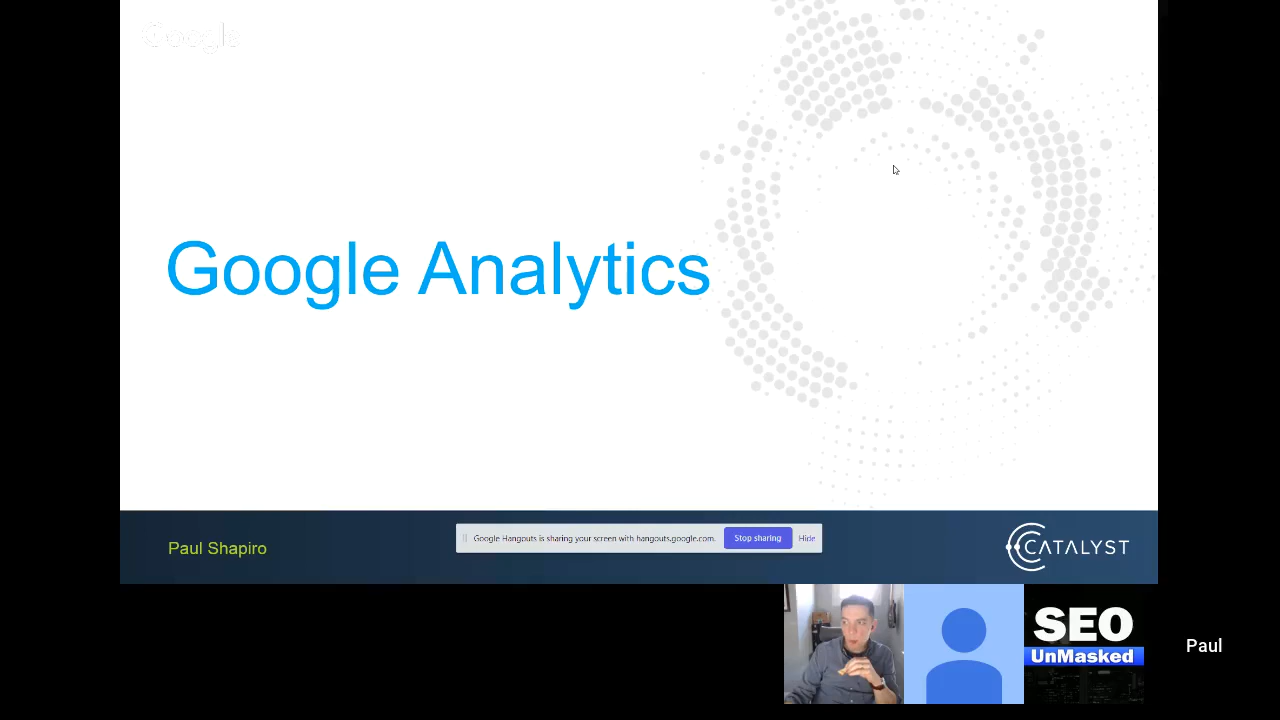 Google
Google Analytics
Paul Shapiro
Google Hangouts is sharing your screen with hangouts.google.com.
Stop sharing
Hide
CATALYST
SEO
UnMasked
Paul